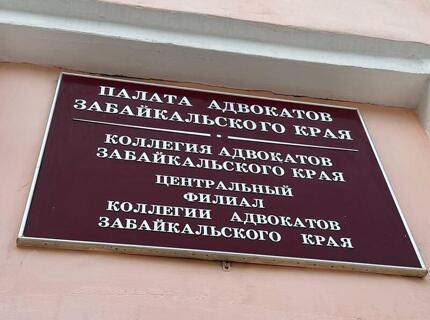 ПАЛАТА АДВОКАТОВ
ЗАБАЙКАЛЬСКОГО КРАЯ
КОЛЛЕГИЯ АДВОКАТОВ
ЗАБАЙКАЛЬСКОГО КРАЯ
ЦЕНТРАЛЬНЫЙ
ФИЛИАЛ
КОЛЛЕГИИ АДВОКАТОВ
ЗАБАЙКАЛЬСКОГО КРАЯ